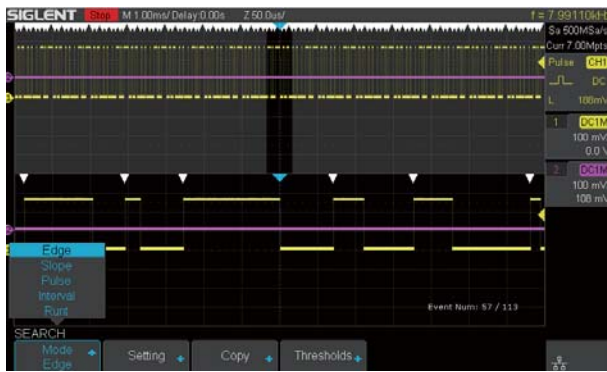 SIGLENT Stop M 1.00ms/ Delay:0.00s Z 50.0us/ f = 7.99110kHz
Sa 500MSa/s
Curr 7.00Mpts
Pulse CH1
DC
L 188mV
1 DC1M
100 mV/
0.0 V
2 DC1M
100 mV/
108 mV
Edge
Slope
Pulse
Interval
Runt
Event Num: 57 / 113
SEARCH
Mode Setting Copy Thresholds
Edge